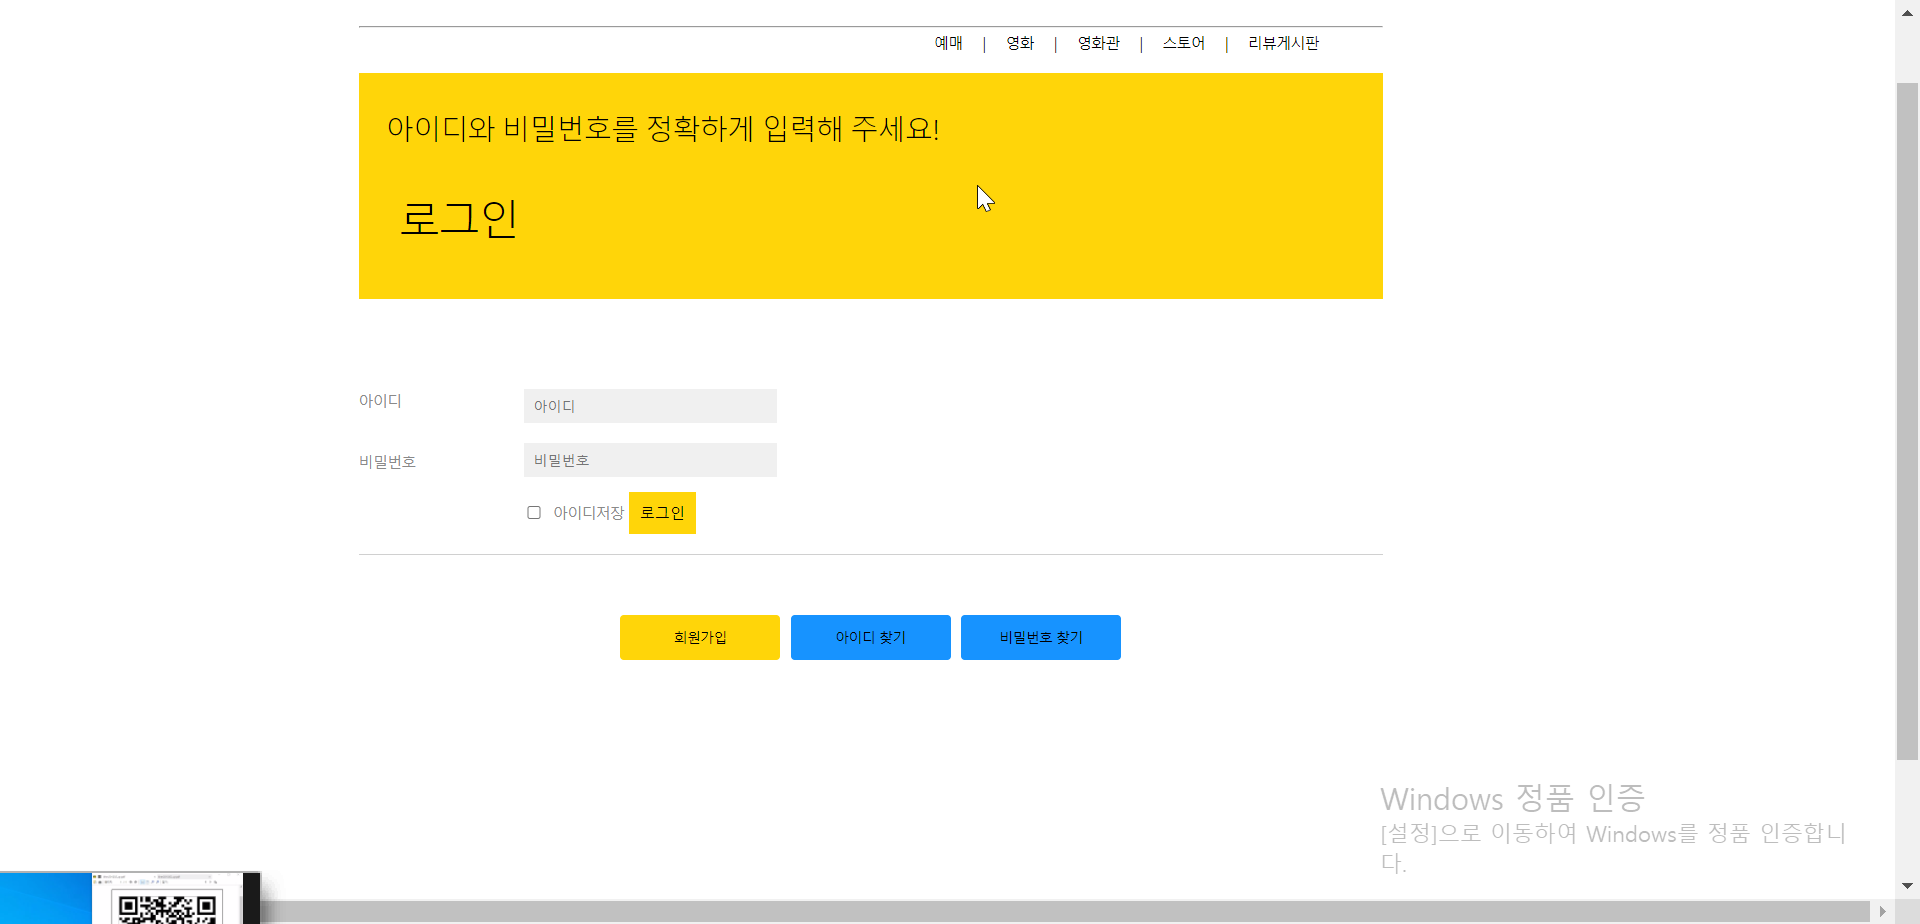 예매 | 영화 | 영화관 | 스토어 | 리뷰게시판
아이디와 비밀번호를 정확하게 입력해 주세요!
로그인
아이디 아이디
비밀번호 비밀번호
아이디저장 로그인
회원가입 아이디 찾기 비밀번호 찾기
Windows 정품 인증
[설정]으로 이동하여 Windows를 정품 인증합니
다.